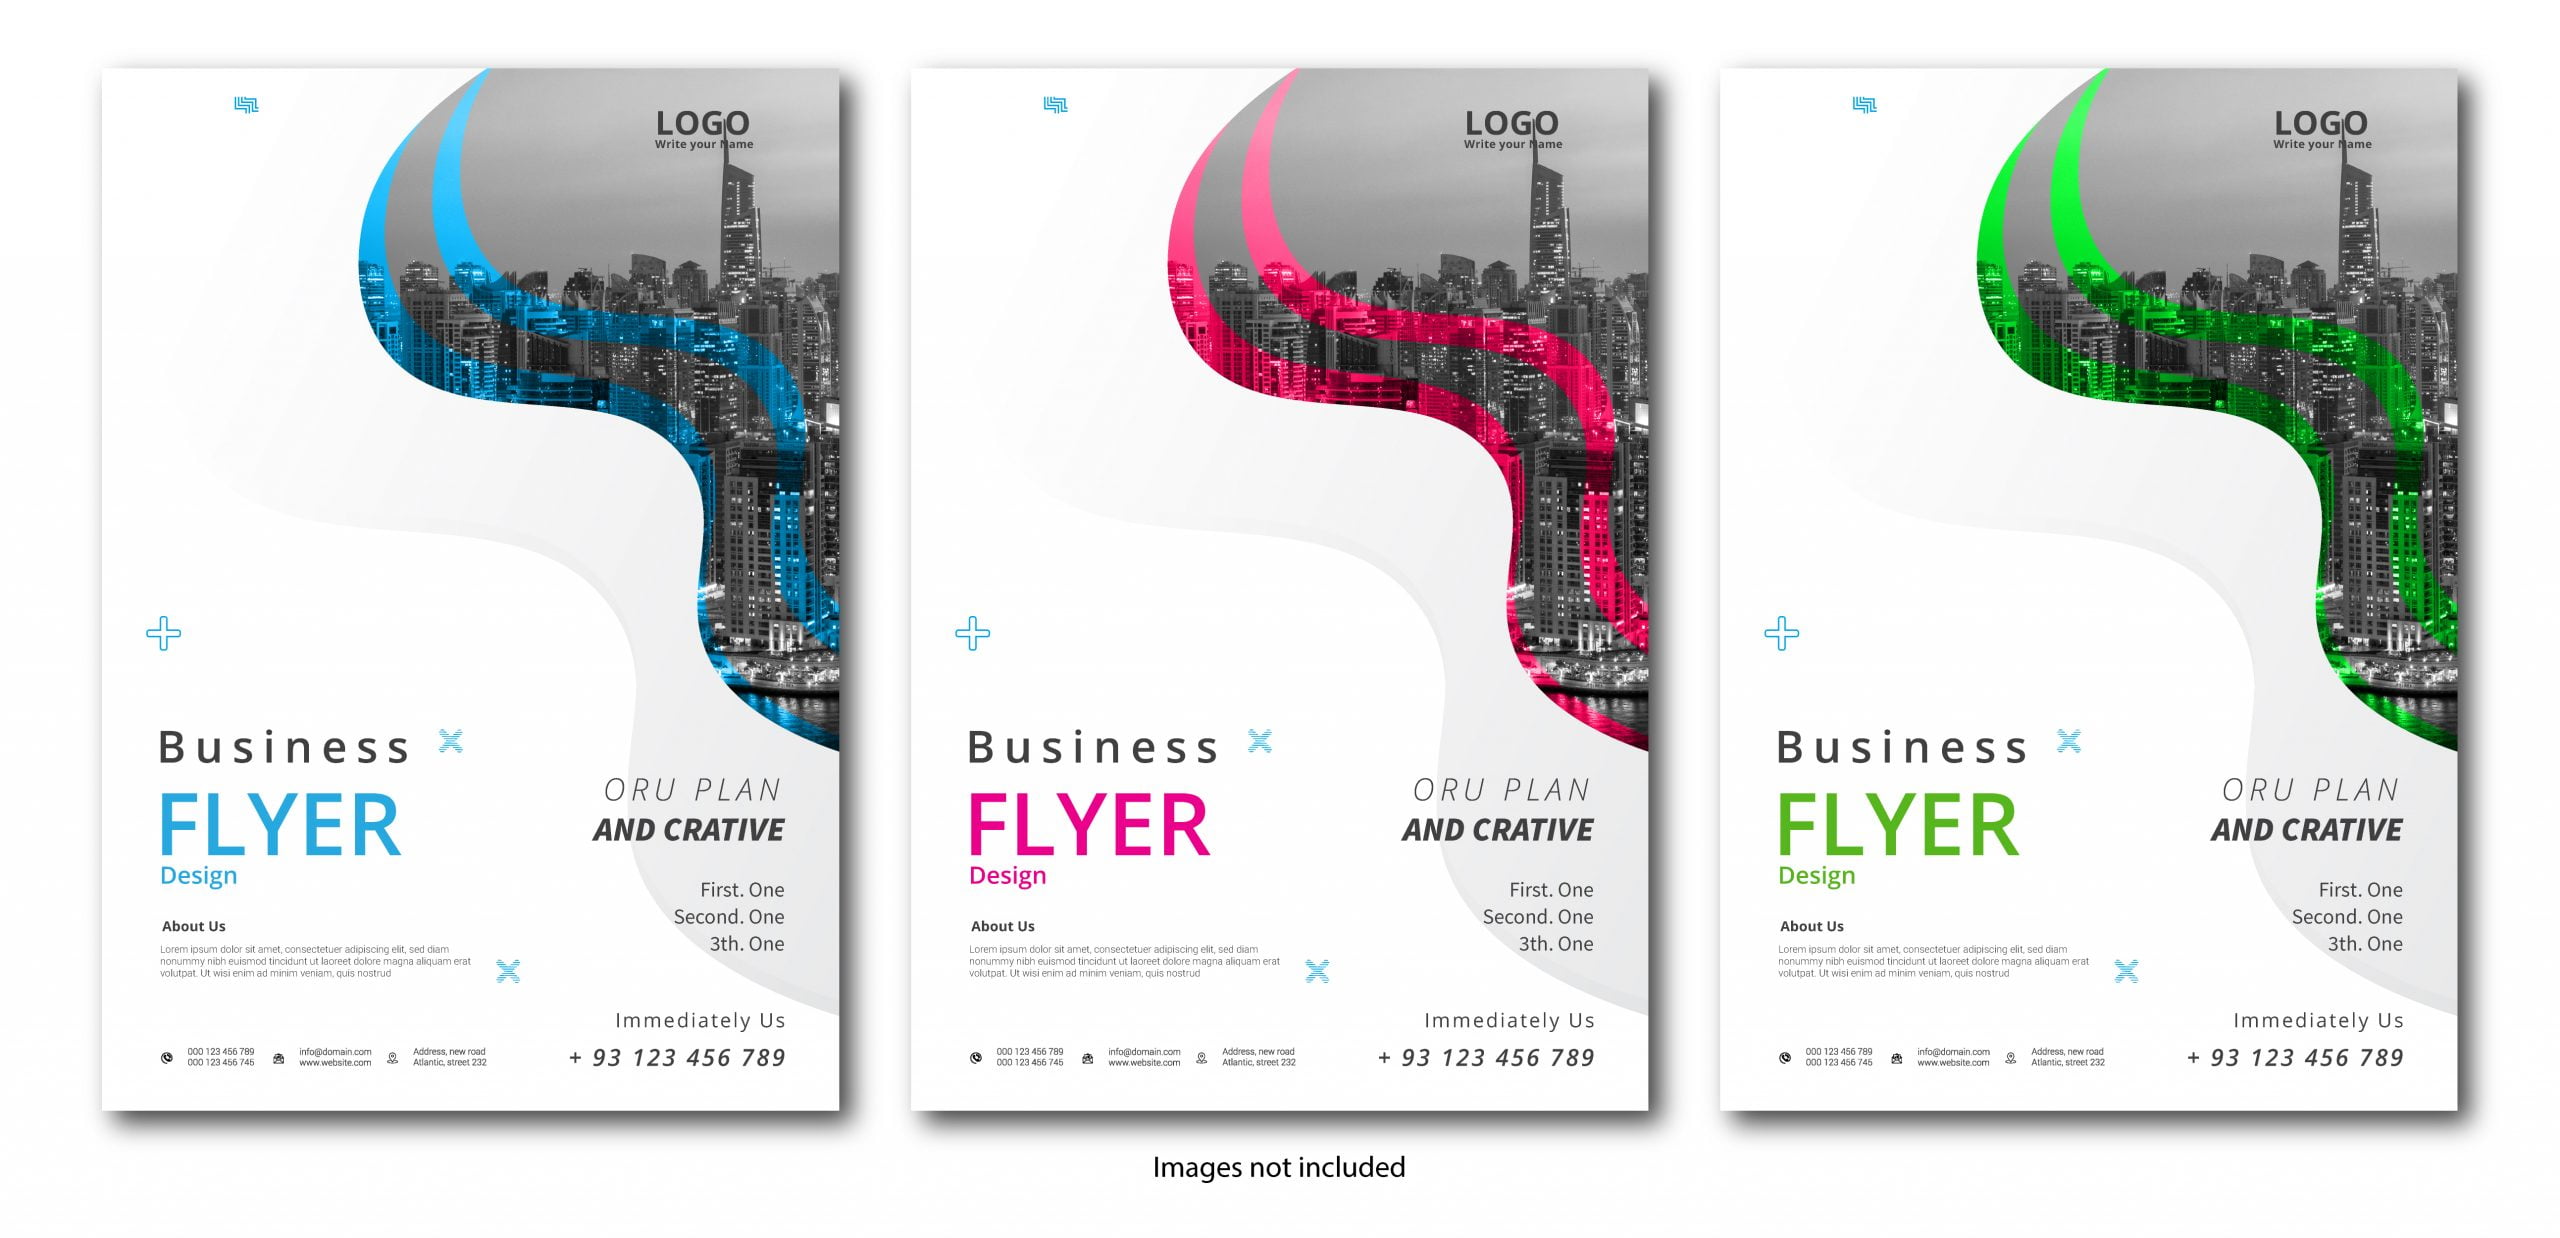 LOGO
Write your Name
Business
FLYER
Design
ORU PLAN
AND CRATIVE
First. One
Second. One
3th. One
About Us
Lorem ipsum dolor sit amet, consectetuer adipiscing elit, sed diam
nonummy nibh euismod tincidunt ut laoreet dolore magna aliquam erat
volutpat. Ut wisi enim ad minim veniam, quis nostrud
Immediately Us
+ 93 123 456 789
000 123 456 789
000 123 456 745
info@domain.com
www.website.com
Address, new road
Atlantic, street 232
LOGO
Write your Name
Business
FLYER
Design
ORU PLAN
AND CRATIVE
First. One
Second. One
3th. One
About Us
Lorem ipsum dolor sit amet, consectetuer adipiscing elit, sed diam
nonummy nibh euismod tincidunt ut laoreet dolore magna aliquam erat
volutpat. Ut wisi enim ad minim veniam, quis nostrud
Immediately Us
+ 93 123 456 789
000 123 456 789
000 123 456 745
info@domain.com
www.website.com
Address, new road
Atlantic, street 232
LOGO
Write your Name
Business
FLYER
Design
ORU PLAN
AND CRATIVE
First. One
Second. One
3th. One
About Us
Lorem ipsum dolor sit amet, consectetuer adipiscing elit, sed diam
nonummy nibh euismod tincidunt ut laoreet dolore magna aliquam erat
volutpat. Ut wisi enim ad minim veniam, quis nostrud
Immediately Us
+ 93 123 456 789
000 123 456 789
000 123 456 745
info@domain.com
www.website.com
Address, new road
Atlantic, street 232
Images not included